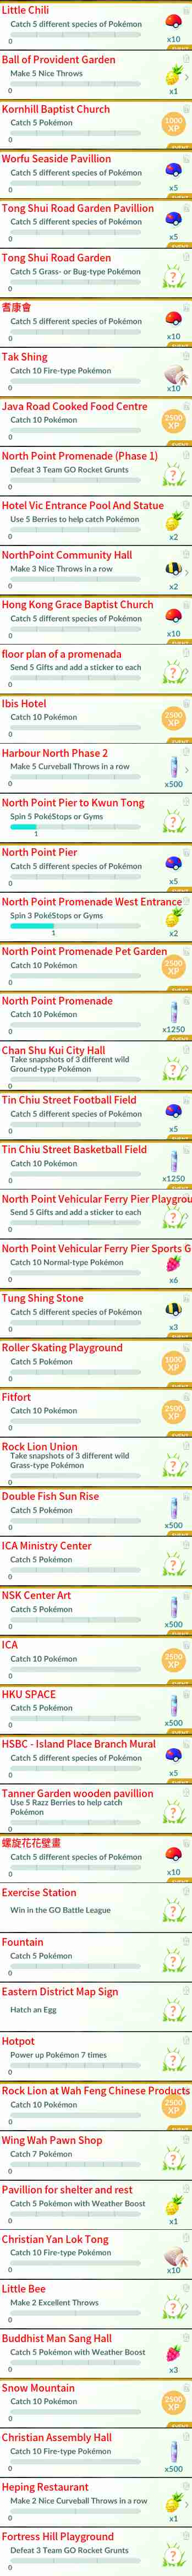 Little Chili
Catch 5 different species of Pokémon
0
x10
EVENT
Ball of Provident Garden
Make 5 Nice Throws
0
x1
Kornhill Baptist Church
Catch 5 Pokémon
1000
XP
0
EVENT
Worfu Seaside Pavillion
Catch 5 different species of Pokémon
0
x5
EVENT
Tong Shui Road Garden Pavillion
Catch 5 different species of Pokémon
0
x5
EVENT
Tong Shui Road Garden
Catch 5 Grass- or Bug-type Pokémon
?
0
耆康會
Catch 5 different species of Pokémon
0
x10
EVENT
Tak Shing
Catch 10 Fire-type Pokémon
0
x10
Java Road Cooked Food Centre
Catch 10 Pokémon
2500
XP
0
EVENT
North Point Promenade (Phase 1)
Defeat 3 Team GO Rocket Grunts
?
0
Hotel Vic Entrance Pool And Statue
Use 5 Berries to help catch Pokémon
0
x2
NorthPoint Community Hall
Make 3 Nice Throws in a row
0
x2
Hong Kong Grace Baptist Church
Catch 5 different species of Pokémon
0
x10
EVENT
floor plan of a promenada
Send 5 Gifts and add a sticker to each
?
0
Ibis Hotel
Catch 10 Pokémon
2500
XP
0
EVENT
Harbour North Phase 2
Make 5 Curveball Throws in a row
0
x500
North Point Pier to Kwun Tong
Spin 5 PokéStops or Gyms
?
1
North Point Pier
Catch 5 different species of Pokémon
0
x5
EVENT
North Point Promenade West Entrance
Spin 3 PokéStops or Gyms
1
x2
North Point Promenade Pet Garden
Catch 10 Pokémon
2500
XP
0
EVENT
North Point Promenade
Catch 10 Pokémon
0
x1250
EVENT
Chan Shu Kui City Hall
Take snapshots of 3 different wild
Ground-type Pokémon
?
0
Tin Chiu Street Football Field
Catch 5 different species of Pokémon
0
x5
EVENT
Tin Chiu Street Basketball Field
Catch 10 Pokémon
0
x1250
EVENT
North Point Vehicular Ferry Pier Playgrou
Send 5 Gifts and add a sticker to each
?
0
North Point Vehicular Ferry Pier Sports G
Catch 10 Normal-type Pokémon
0
x6
Tung Shing Stone
Catch 5 different species of Pokémon
0
x3
Roller Skating Playground
Catch 5 Pokémon
1000
XP
0
EVENT
Fitfort
Catch 10 Pokémon
2500
XP
0
EVENT
Rock Lion Union
Take snapshots of 3 different wild
Grass-type Pokémon
?
0
Double Fish Sun Rise
Catch 5 Pokémon
0
x500
EVENT
ICA Ministry Center
Catch 5 Pokémon
?
0
NSK Center Art
Catch 5 Pokémon
0
x500
EVENT
ICA
Catch 10 Pokémon
2500
XP
0
EVENT
HKU SPACE
Catch 5 Pokémon
0
x500
EVENT
HSBC - Island Place Branch Mural
Catch 5 different species of Pokémon
0
x5
EVENT
Tanner Garden wooden pavillion
Use 5 Razz Berries to help catch
Pokémon
?
0
螺旋花花壁畫
Catch 5 different species of Pokémon
0
x10
EVENT
Exercise Station
Win in the GO Battle League
?
Fountain
Catch 5 Pokémon
?
0
Eastern District Map Sign
Hatch an Egg
?
Hotpot
Power up Pokémon 7 times
?
0
Rock Lion at Wah Feng Chinese Products
Catch 10 Pokémon
2500
XP
0
EVENT
Wing Wah Pawn Shop
Catch 7 Pokémon
?
0
Pavillion for shelter and rest
Catch 5 Pokémon with Weather Boost
0
x1
Christian Yan Lok Tong
Catch 10 Fire-type Pokémon
0
x10
Little Bee
Make 2 Excellent Throws
?
0
Buddhist Man Sang Hall
Catch 5 Pokémon with Weather Boost
0
x3
Snow Mountain
Catch 10 Pokémon
2500
XP
0
EVENT
Christian Assembly Hall
Catch 10 Fire-type Pokémon
0
x500
Heping Restaurant
Make 2 Nice Curveball Throws in a row
0
x1
Fortress Hill Playground
Defeat 3 Team GO Rocket Grunts
?
0